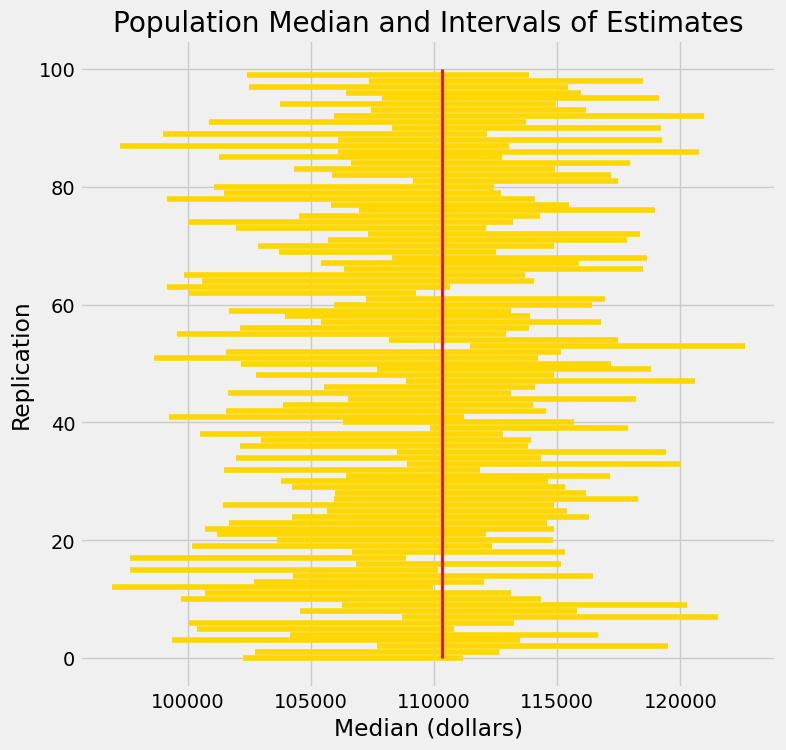 Population Median and Intervals of Estimates
100
80
60
40
20
0
Replication
100000 105000 110000 115000 120000
Median (dollars)